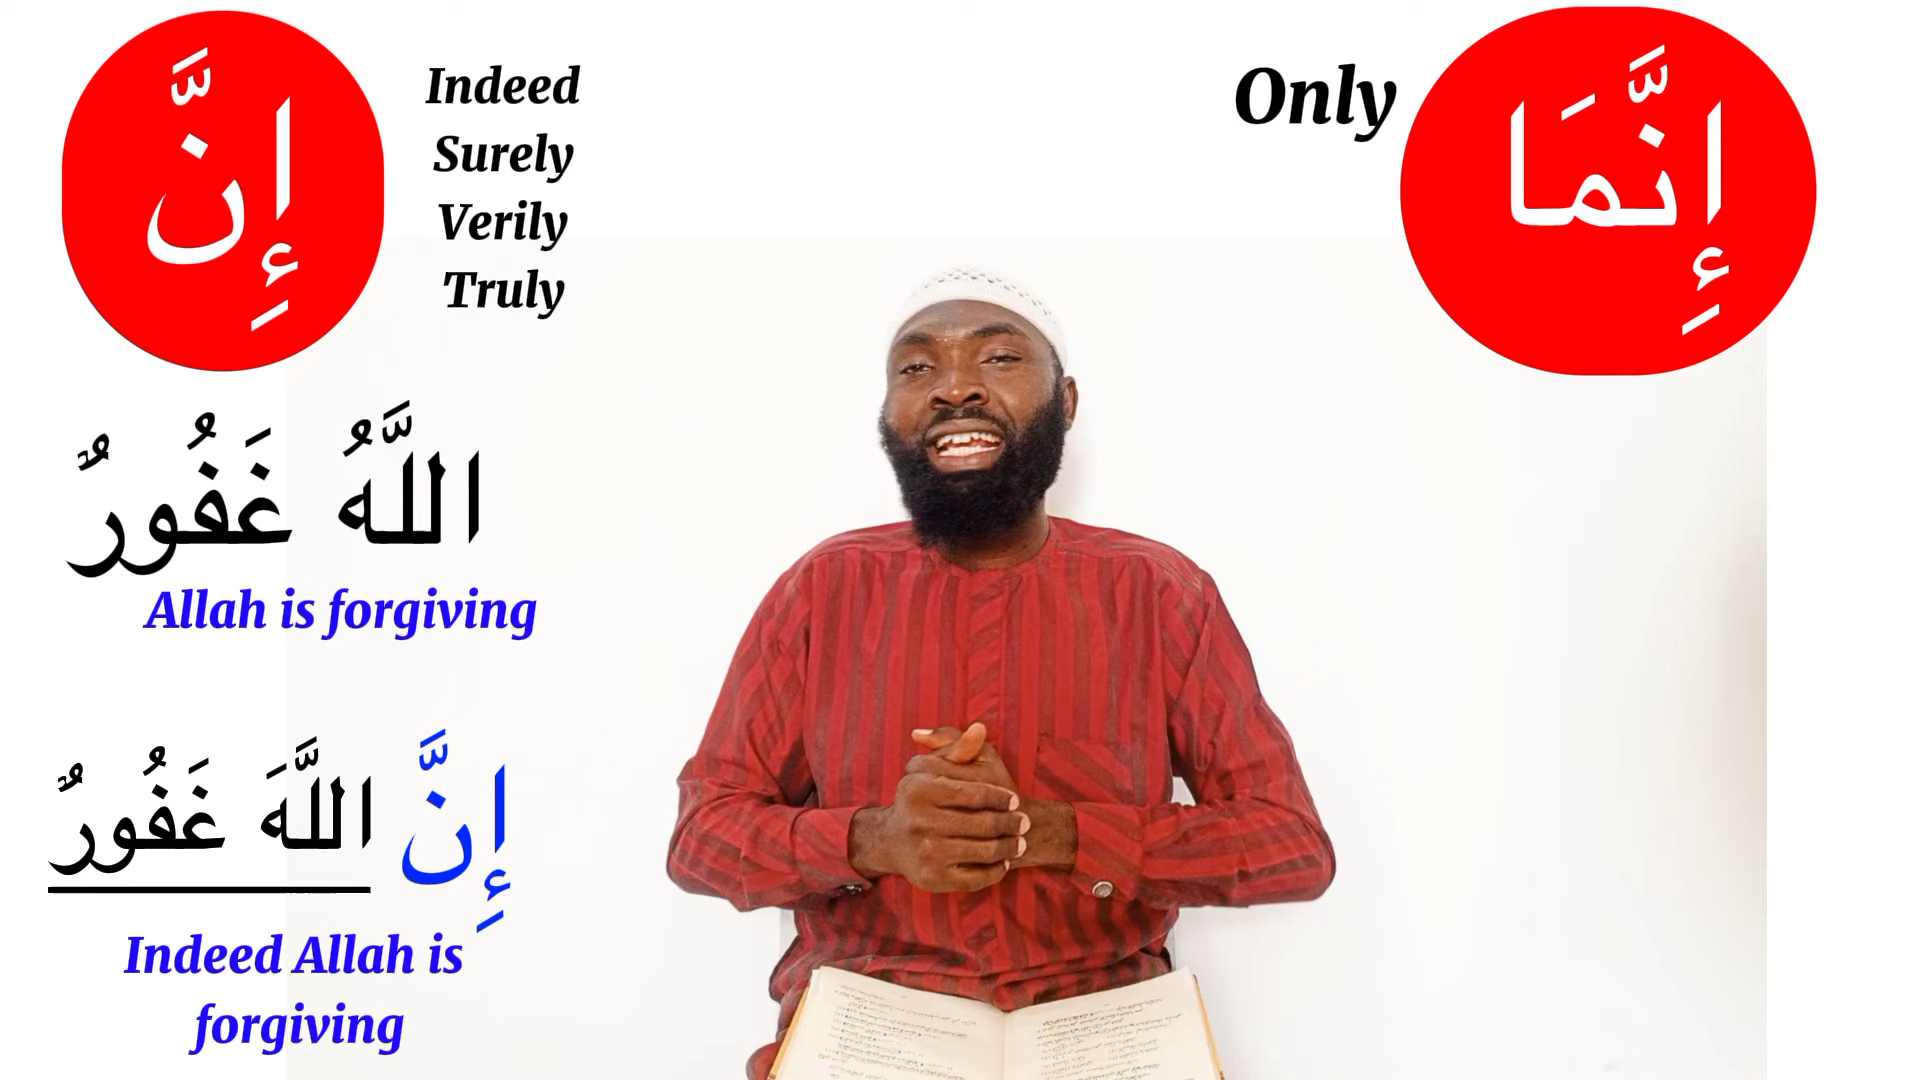 إِنَّ
Indeed
Surely
Verily
Truly
Only
إِنَّمَا
اللَّهُ غَفُورٌ
Allah is forgiving
إِنَّ اللَّهَ غَفُورٌ
Indeed Allah is
forgiving